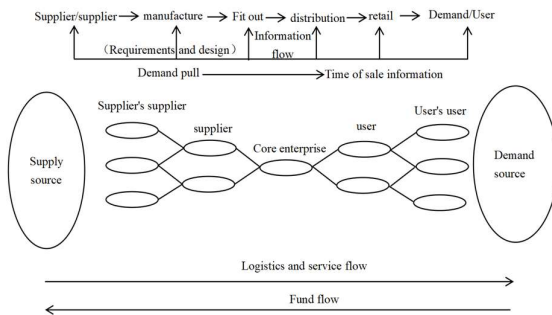 Supplier/supplier manufacture Fit out distribution retail Demand/User
Information
(Requirements and design) flow
Demand pull Time of sale information
Supplier's supplier User's user
supplier user
Core enterprise
Supply
source
Demand
source
Logistics and service flow
Fund flow